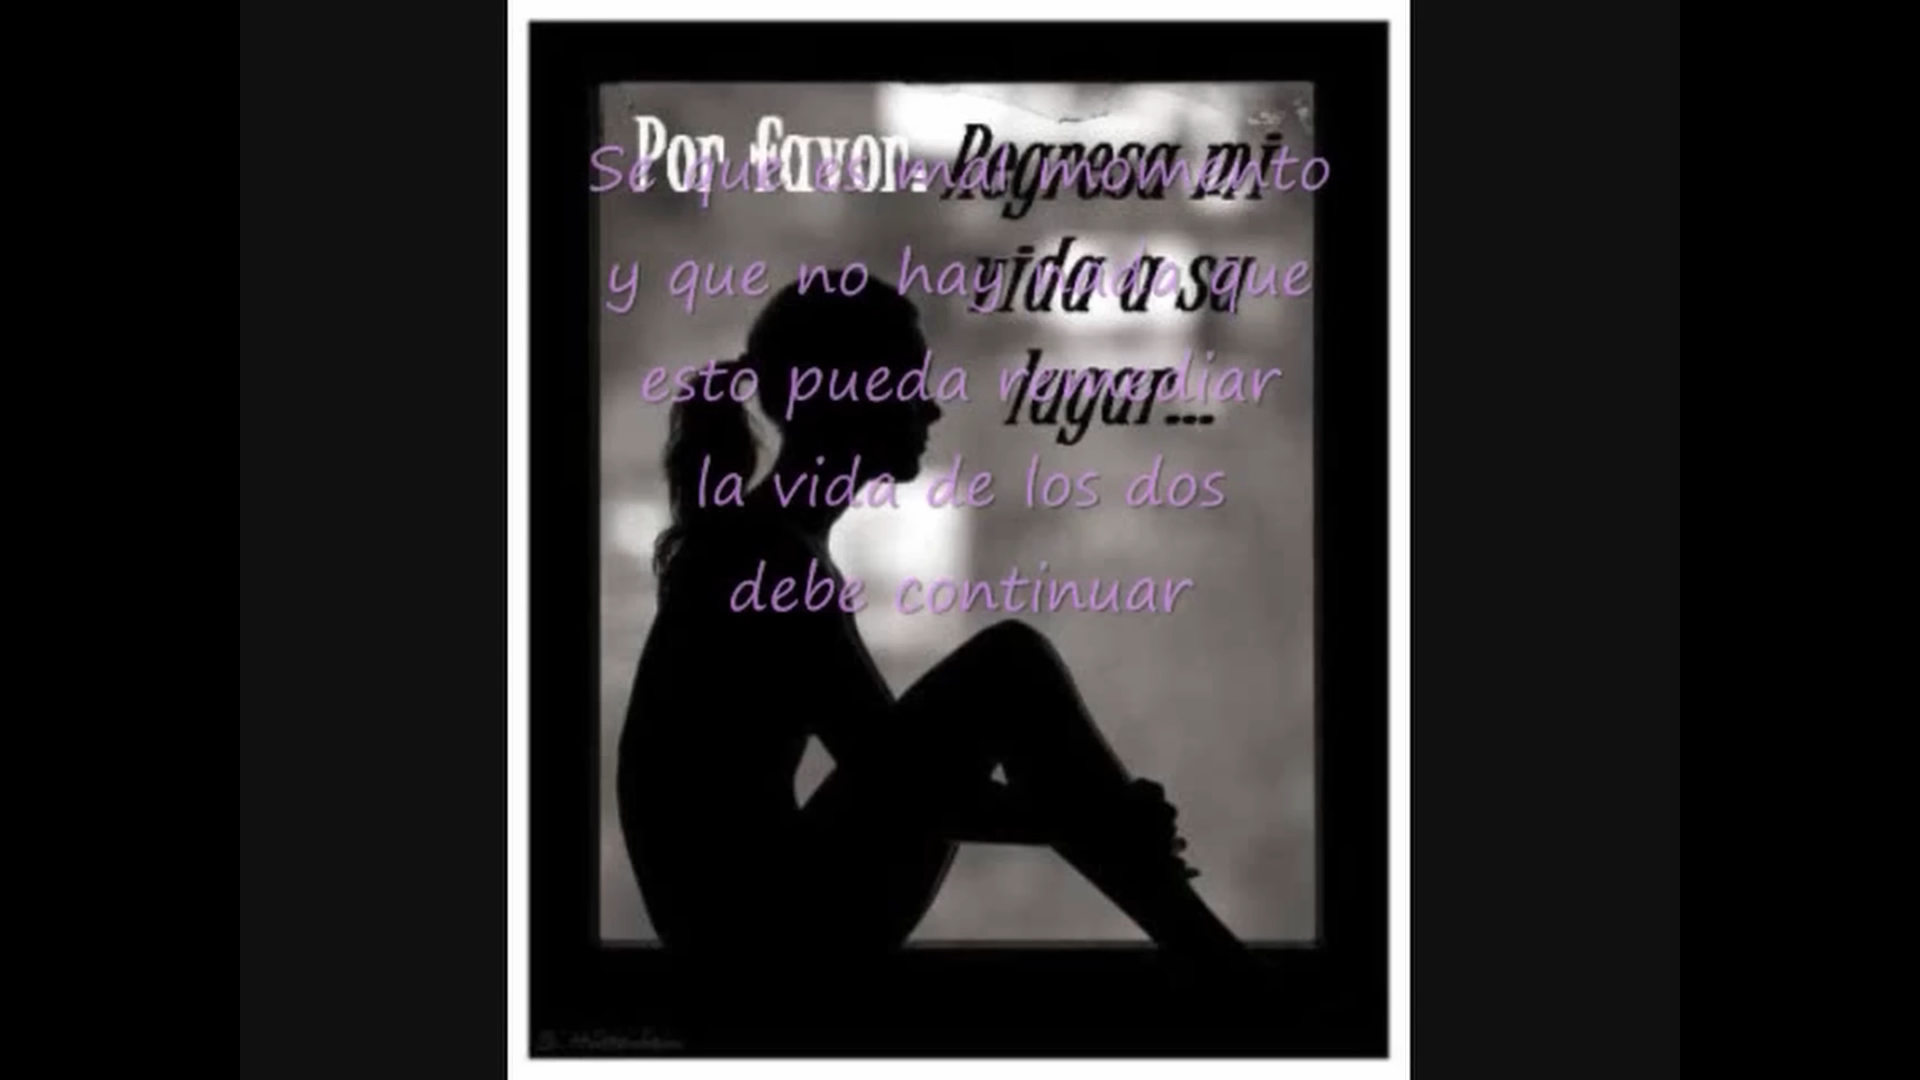 Por favor. Regresa mi
vida a su
lugar...
Se que es mal momento
y que no hay nada que
esto pueda remediar
la vida de los dos
debe continuar